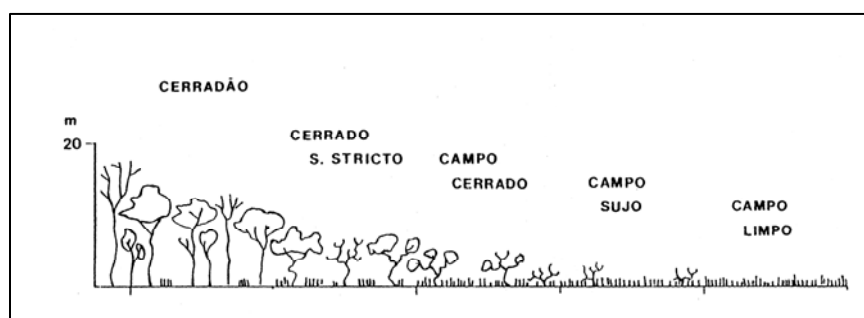 CERRADÃO
m
20
CERRADO
S. STRICTO
CAMPO
CERRADO
CAMPO
SUJO
CAMPO
LIMPO